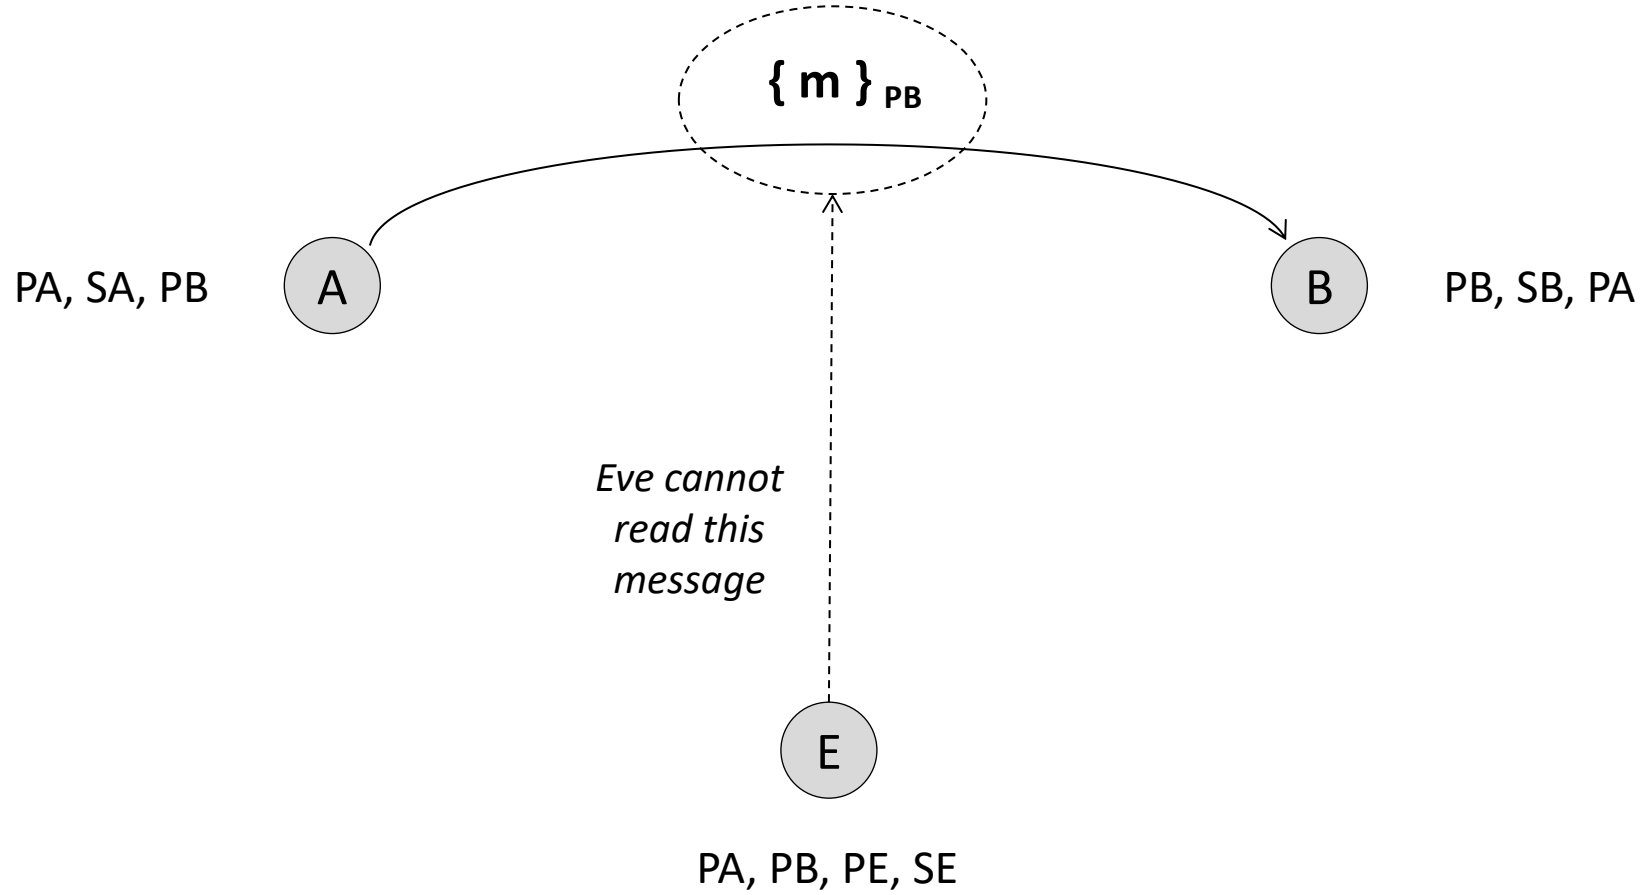 { m } PB
PA, SA, PB
A
B
PB, SB, PA
Eve cannot
read this
message
E
PA, PB, PE, SE